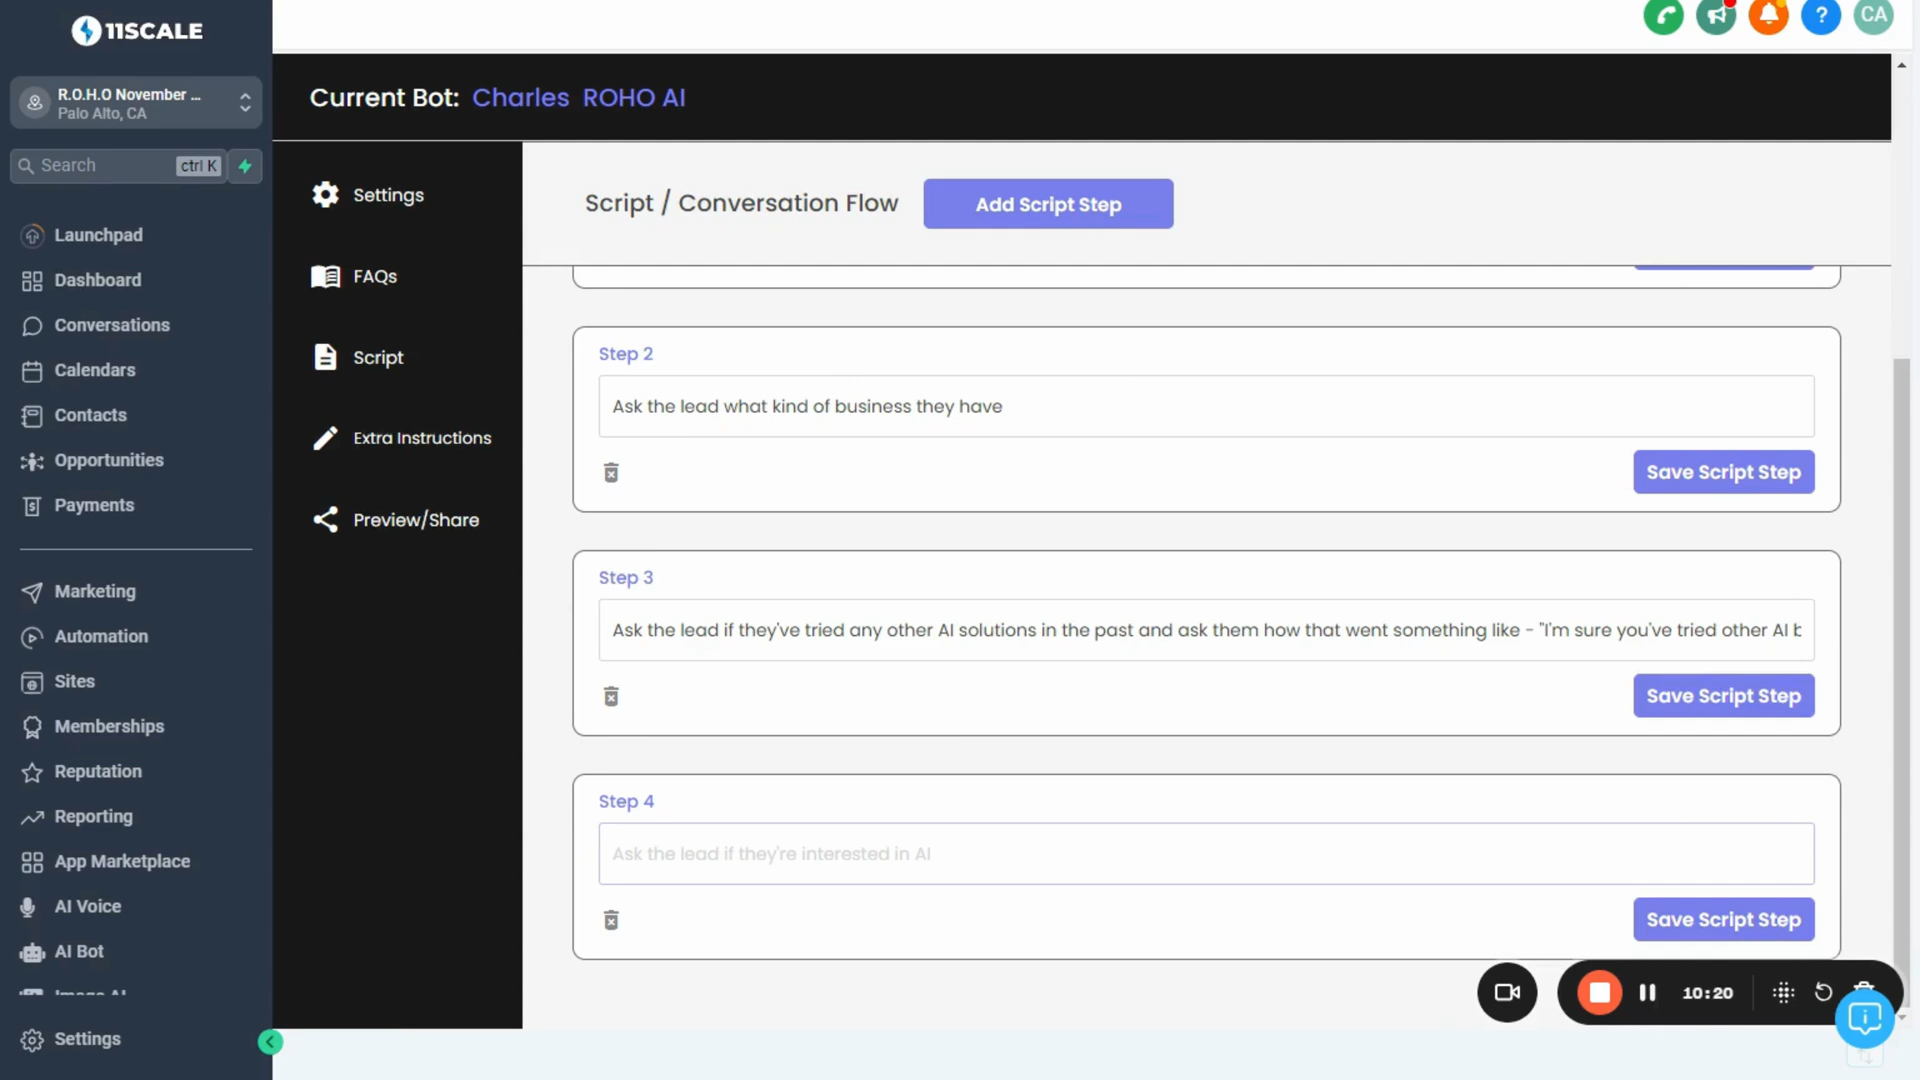 11SCALE
R.O.H.O November ...
Palo Alto, CA
Search
ctrl K
Launchpad
Dashboard
Conversations
Calendars
Contacts
Opportunities
Payments
Marketing
Automation
Sites
Memberships
Reputation
Reporting
App Marketplace
AI Voice
AI Bot
Settings
CA
Current Bot: Charles ROHO AI
Settings
FAQs
Script
Extra Instructions
Preview/Share
Script / Conversation Flow
Add Script Step
Step 2
Ask the lead what kind of business they have
Save Script Step
Step 3
Ask the lead if they've tried any other AI solutions in the past and ask them how that went something like - "I'm sure you've tried other AI
Save Script Step
Step 4
Ask the lead if they're interested in AI
Save Script Step
10:20